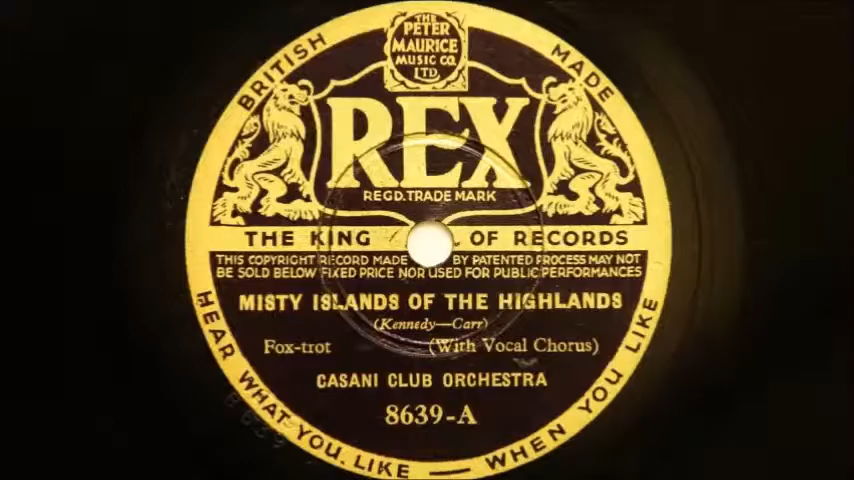 THE
PETER
MAURICE
MUSIC CO.
LTD.
BRITISH
MADE
REX
REGD. TRADE MARK
THE KING OF RECORDS
THIS COPYRIGHT RECORD MADE BY PATENTED PROCESS MAY NOT
BE SOLD BELOW FIXED PRICE NOR USED FOR PUBLIC PERFORMANCES
MISTY ISLANDS OF THE HIGHLANDS
(Kennedy—Carr)
Fox-trot (With Vocal Chorus)
CASANI CLUB ORCHESTRA
8639-A
HEAR WHAT YOU LIKE — WHEN YOU LIKE